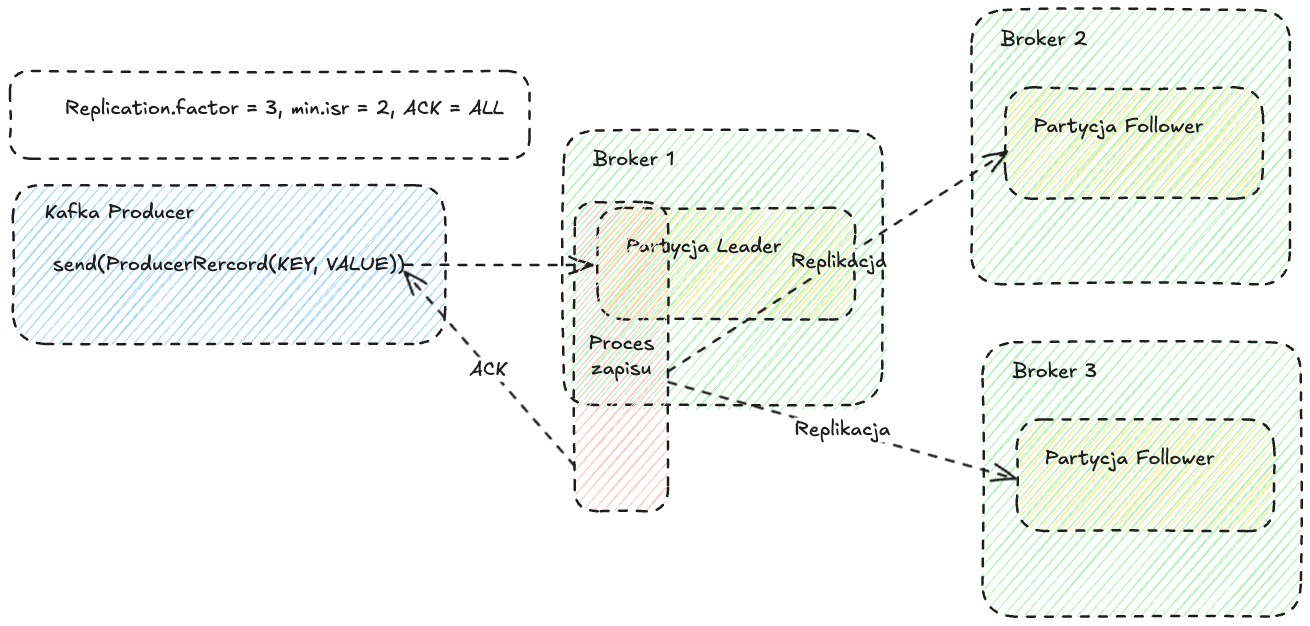 Broker 2
Replication.factor = 3, min.isr = 2, ACK = ALL
Partycja Follower
Broker 1
Kafka Producer
Partycja Leader
send(ProducerRercord(KEY, VALUE))
Replikacja
Proces
zapisu
ACK
Broker 3
Replikacja
Partycja Follower